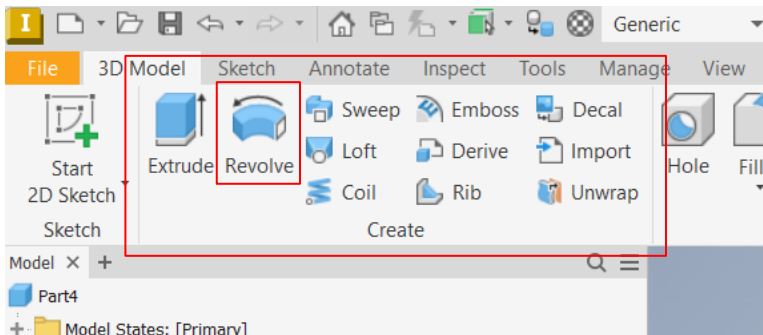 I Generic
File 3D Model Sketch Annotate Inspect Tools Manage View
Start
2D Sketch
Extrude
Revolve
Sweep Emboss Decal
Loft Derive Import
Coil Rib Unwrap
Hole
Fill
Sketch Create
Model × +
Part4
Model States: [Primary]